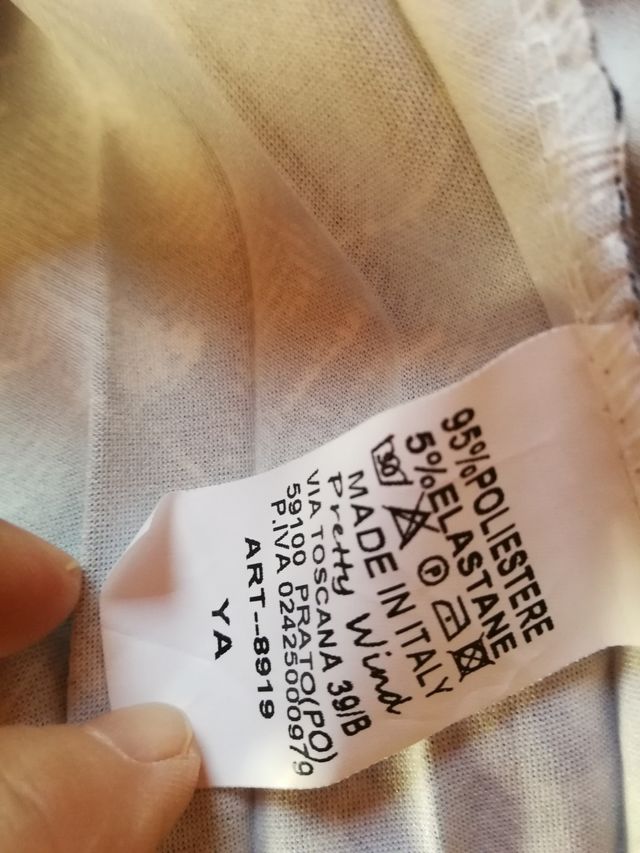 95%POLIESTERE
5%ELASTANE
30 P
MADE IN ITALY
Pretty Wind
VIA TOSCANA 39/B
59100 PRATO(PO)
P.IVA 02425000979
ART--8919
YA